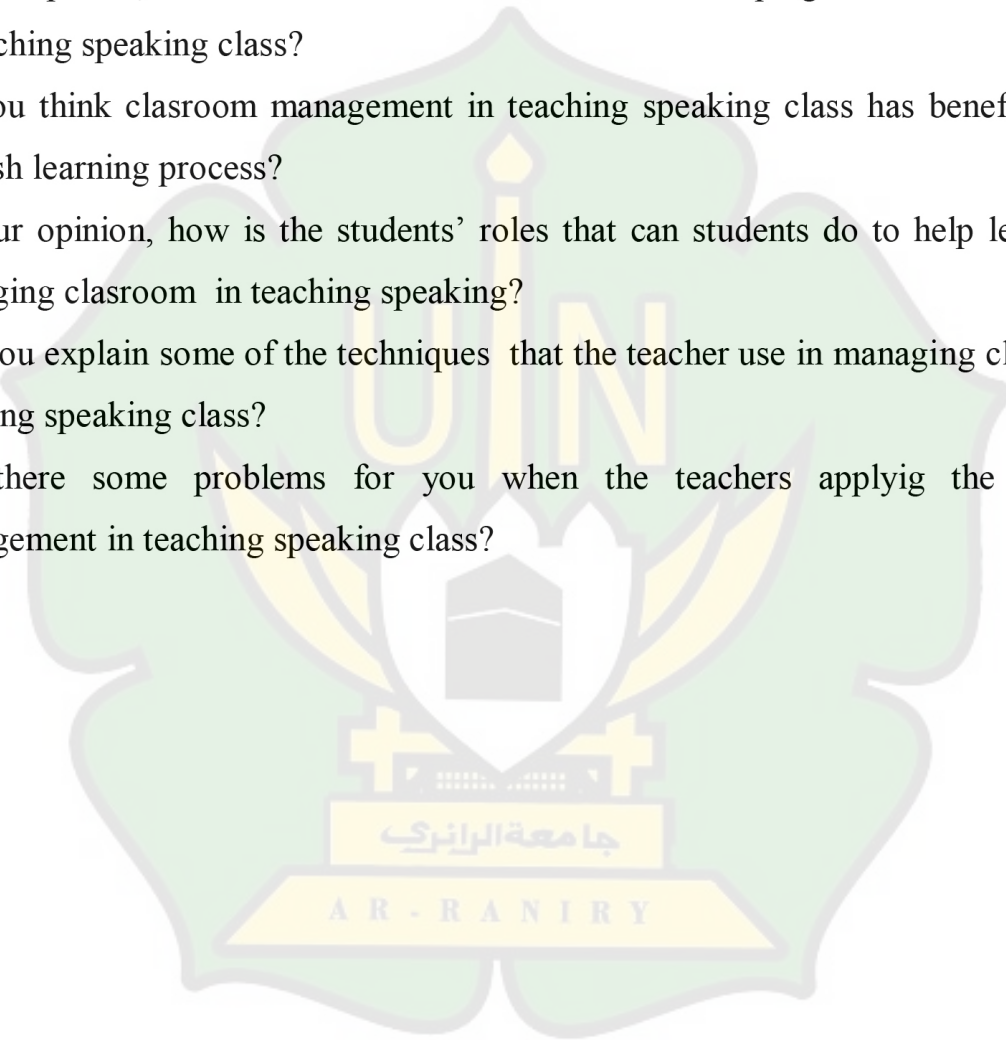 ching speaking class?
ou think clasroom management in teaching speaking class has benef
sh learning process?
ur opinion, how is the students’ roles that can students do to help le
ging clasroom in teaching speaking?
ou explain some of the techniques that the teacher use in managing cl
ng speaking class?
there some problems for you when the teachers applyig the
gement in teaching speaking class?
UIN
جامعة الرانري
AR-RANIRY